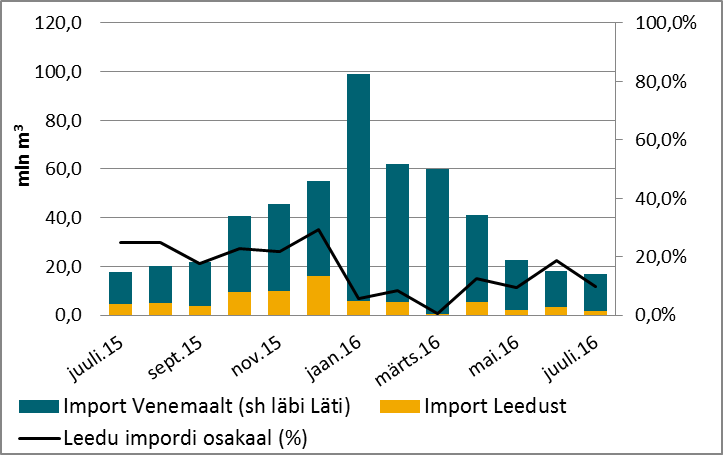 120,0
100,0
80,0
60,0
40,0
20,0
0,0
mln m³
100,0%
80,0%
60,0%
40,0%
20,0%
0,0%
juuli.15
sept.15
nov.15
jaan.16
märts.16
mai.16
juuli.16
Import Venemaalt (sh läbi Läti)
Import Leedust
Leedu impordi osakaal (%)